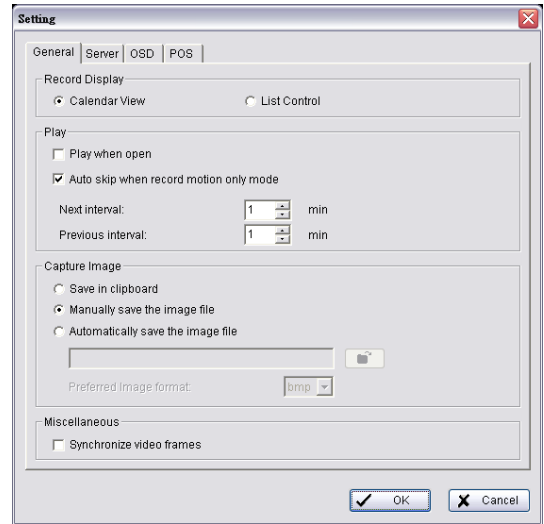 Setting
General Server OSD POS
Record Display
Calendar View List Control
Play
Play when open
Auto skip when record motion only mode
Next interval: 1 min
Previous interval: 1 min
Capture Image
Save in clipboard
Manually save the image file
Automatically save the image file
Preferred Image format: bmp
Miscellaneous
Synchronize video frames
OK Cancel